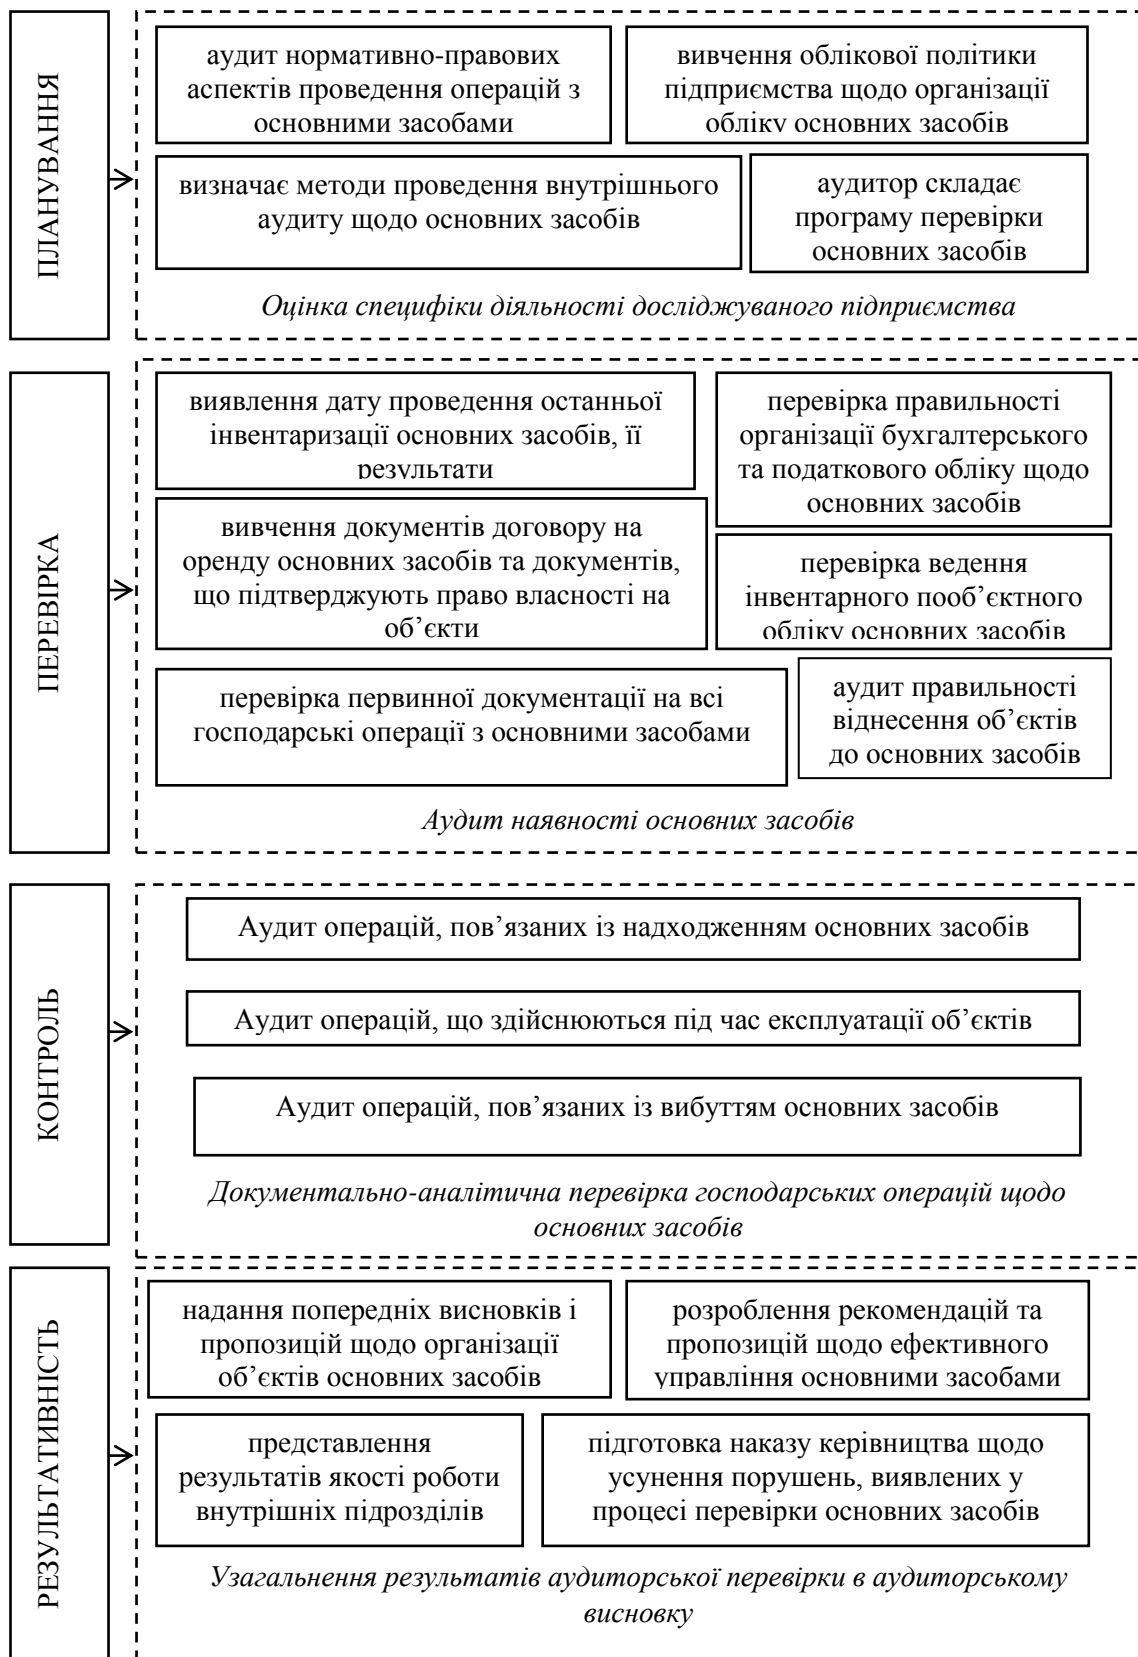 ПЛАНУВАННЯ
аудит нормативно-правових
аспектів проведення операцій з
основними засобами
вивчення облікової політики
підприємства щодо організації
обліку основних засобів
визначає методи проведення внутрішнього
аудиту щодо основних засобів
аудитор складає
програму перевірки
основних засобів
Оцінка специфіки діяльності досліджуваного підприємства
ПЕРЕВІРКА
виявлення дату проведення останньої
інвентаризації основних засобів, її
результати
перевірка правильності
організації бухгалтерського
та податкового обліку щодо
основних засобів
вивчення документів договору на
оренду основних засобів та документів,
що підтверджують право власності на
об’єкти
перевірка ведення
інвентарного пооб’єктного
обліку основних засобів
перевірка первинної документації на всі
господарські операції з основними засобами
аудит правильності
віднесення об’єктів
до основних засобів
Аудит наявності основних засобів
КОНТРОЛЬ
Аудит операцій, пов’язаних із надходженням основних засобів
Аудит операцій, що здійснюються під час експлуатації об’єктів
Аудит операцій, пов’язаних із вибуттям основних засобів
Документально-аналітична перевірка господарських операцій щодо
основних засобів
РЕЗУЛЬТАТИВНІСТЬ
надання попередніх висновків і
пропозицій щодо організації
об’єктів основних засобів
розроблення рекомендацій та
пропозицій щодо ефективного
управління основними засобами
представлення
результатів якості роботи
внутрішніх підрозділів
підготовка наказу керівництва щодо
усунення порушень, виявлених у
процесі перевірки основних засобів
Узагальнення результатів аудиторської перевірки в аудиторському
висновку